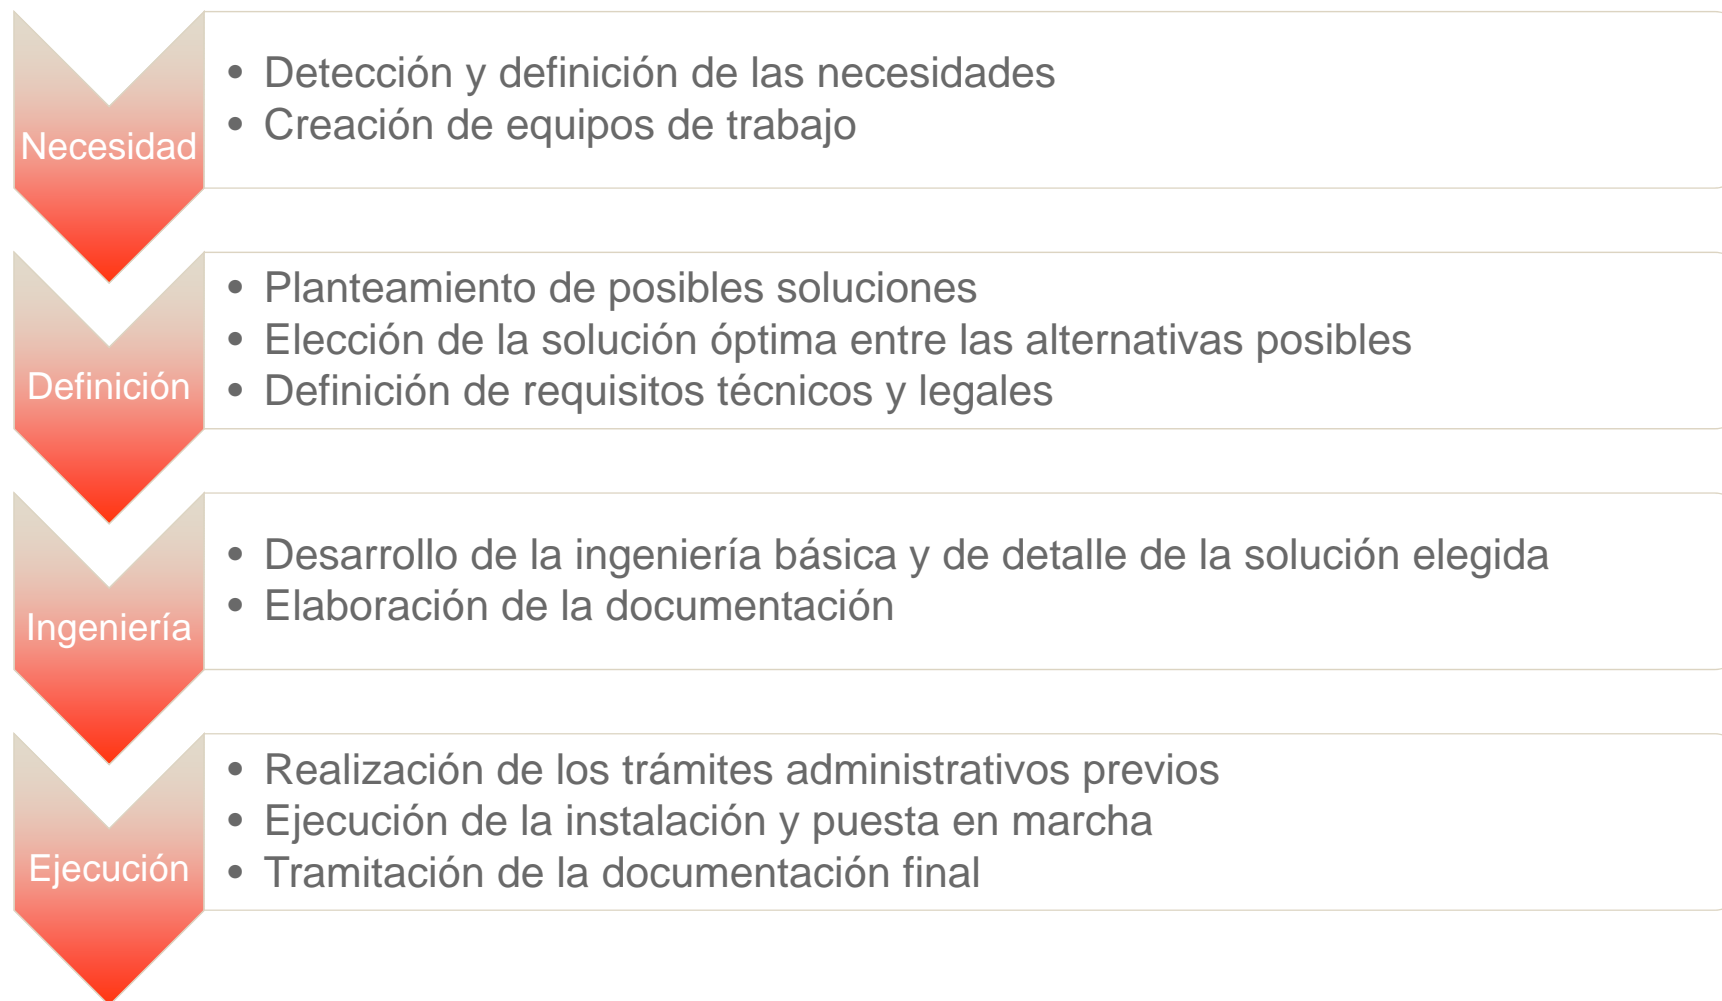 Necesidad
• Detección y definición de las necesidades
• Creación de equipos de trabajo
Definición
• Planteamiento de posibles soluciones
• Elección de la solución óptima entre las alternativas posibles
• Definición de requisitos técnicos y legales
Ingeniería
• Desarrollo de la ingeniería básica y de detalle de la solución elegida
• Elaboración de la documentación
Ejecución
• Realización de los trámites administrativos previos
• Ejecución de la instalación y puesta en marcha
• Tramitación de la documentación final